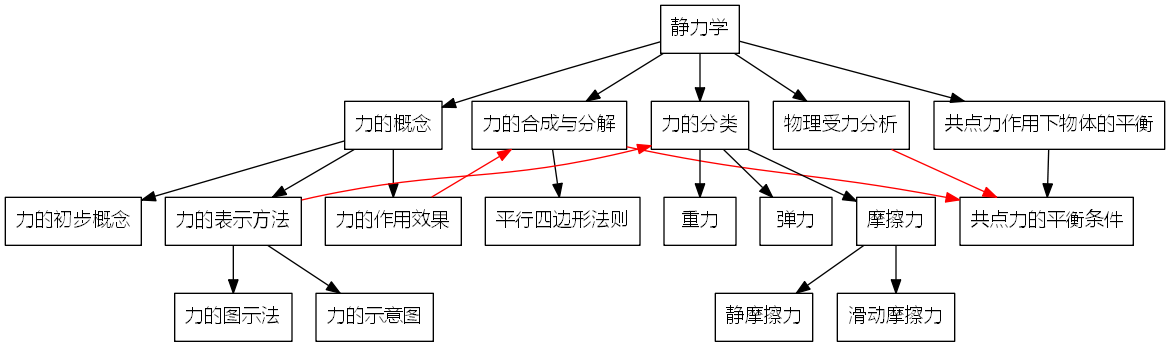 静力学
力的概念
力的合成与分解
力的分类
物理受力分析
共点力作用下物体的平衡
力的初步概念
力的表示方法
力的作用效果
平行四边形法则
重力
弹力
摩擦力
共点力的平衡条件
力的图示法
力的示意图
静摩擦力
滑动摩擦力